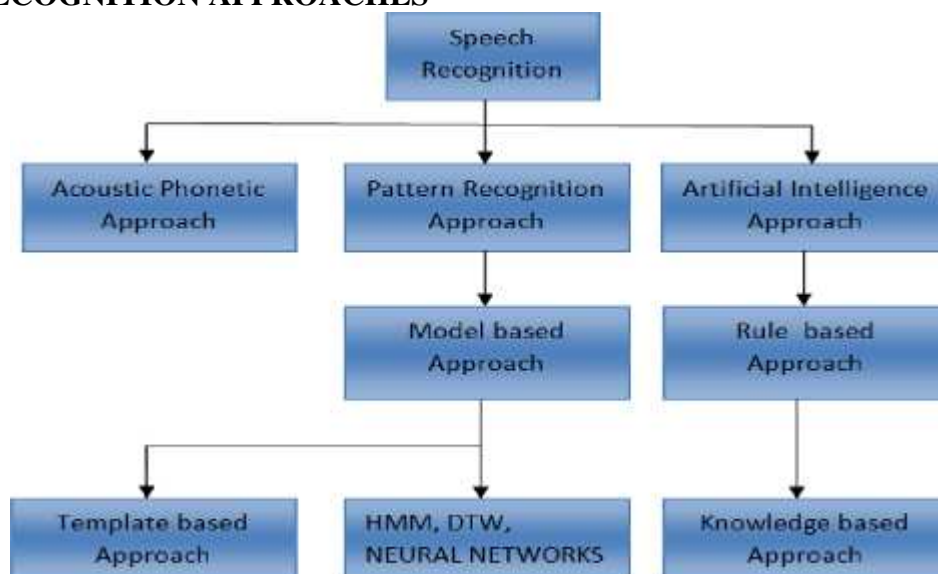 RECOGNITION APPROACHES
Speech
Recognition
Acoustic Phonetic
Approach
Pattern Recognition
Approach
Artificial Intelligence
Approach
Model based
Approach
Rule based
Approach
Template based
Approach
HMM, DTW,
NEURAL NETWORKS
Knowledge based
Approach